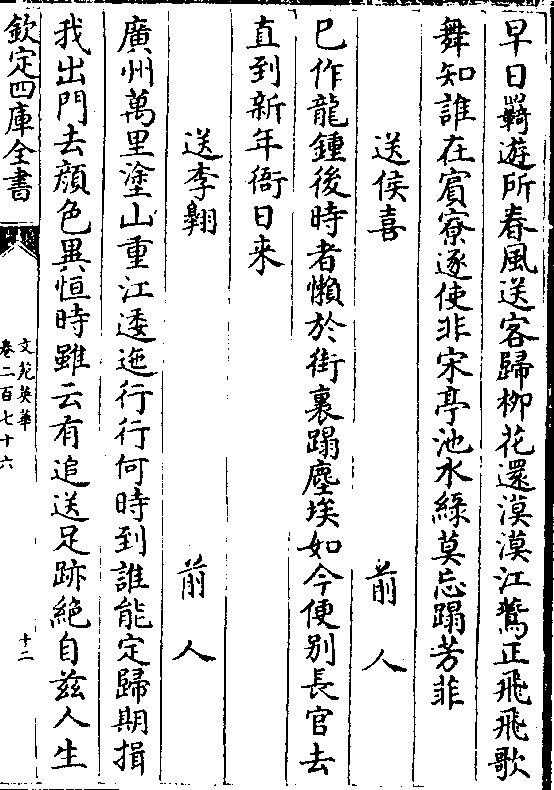 早日羇遊所春風送客歸柳花還漠漠江鷰正飛飛歌
舞知誰在賓寮逐使非宋亭池水綠莫忘蹋芳菲
送侯喜 前人
巳作龍鍾後時者懶於街裏蹋塵埃如今便别長官去
直到新年衙日來
送李翺 前人
廣州萬里塗山重江逶迤行行何時到誰能定歸期揖
我出門去顔色異恒時雖云有追送足跡絶自兹人生
欽定四庫全書
文苑英華
卷二百七十六
十二